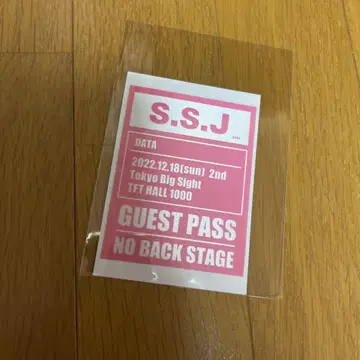 S.S.J
DATA
2022.12.18(sun) 2nd
Tokyo Big Sight
TFT HALL 1000
GUEST PASS
NO BACK STAGE